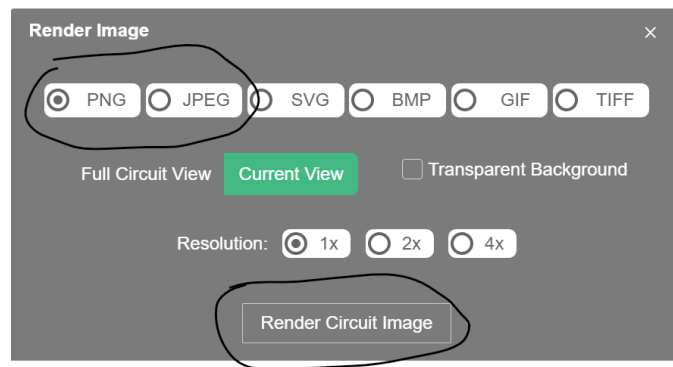 Render Image ×
PNG JPEG SVG BMP GIF TIFF
Full Circuit View Current View Transparent Background
Resolution: 1x 2x 4x
Render Circuit Image